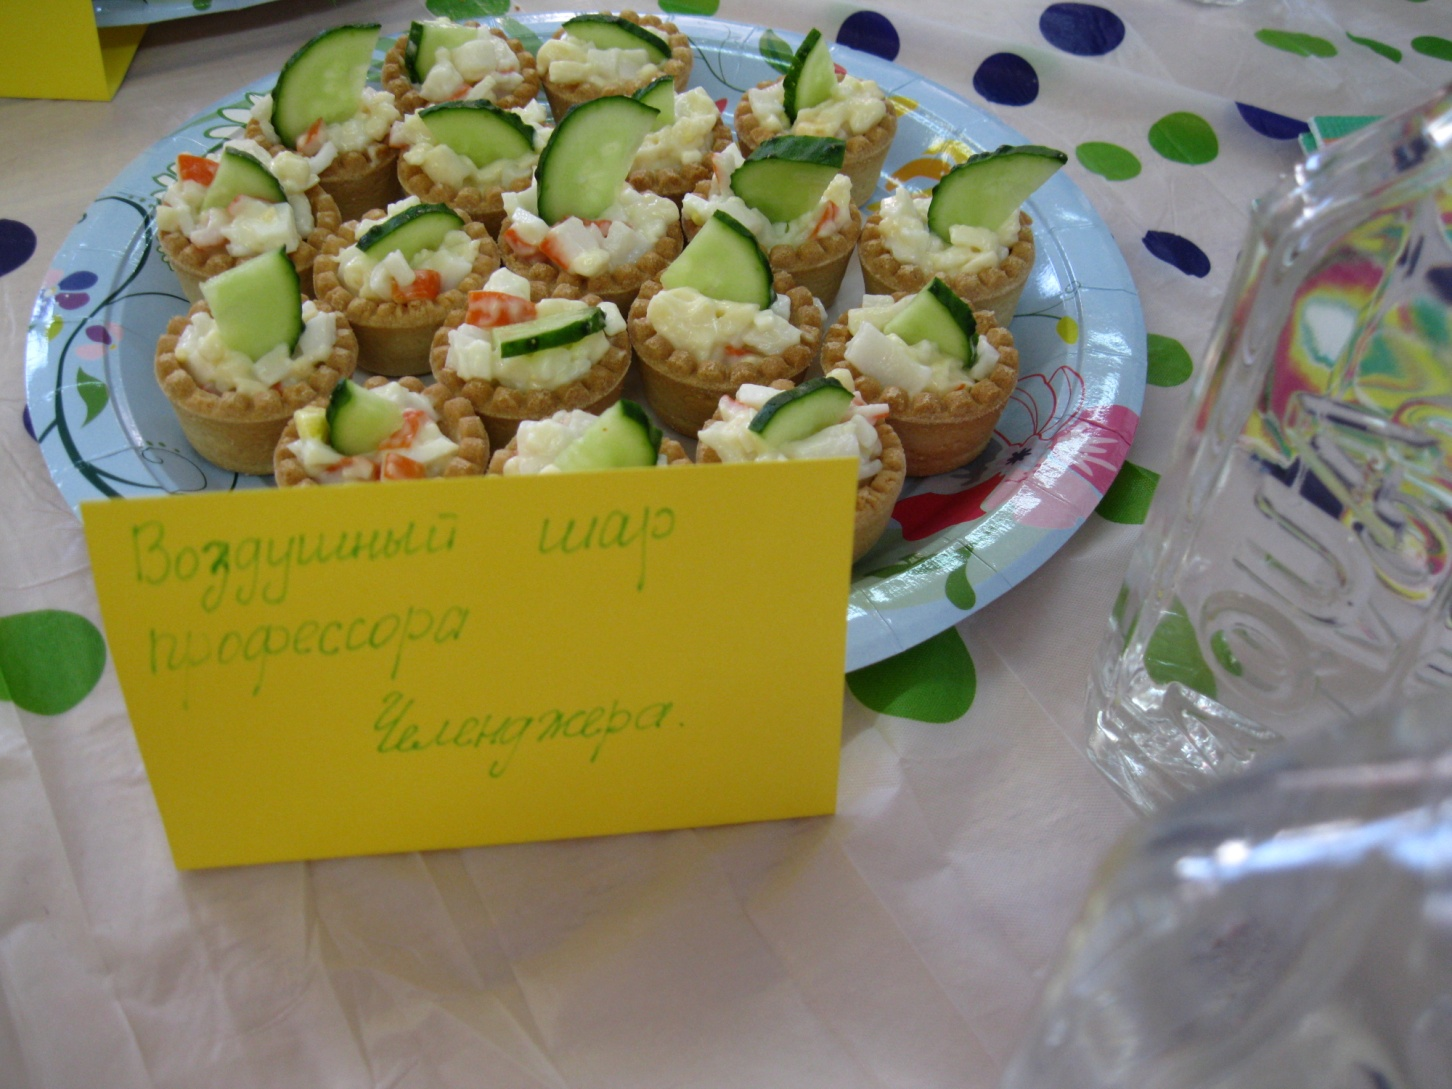 Воздушный шар
профессора
Челенджера.